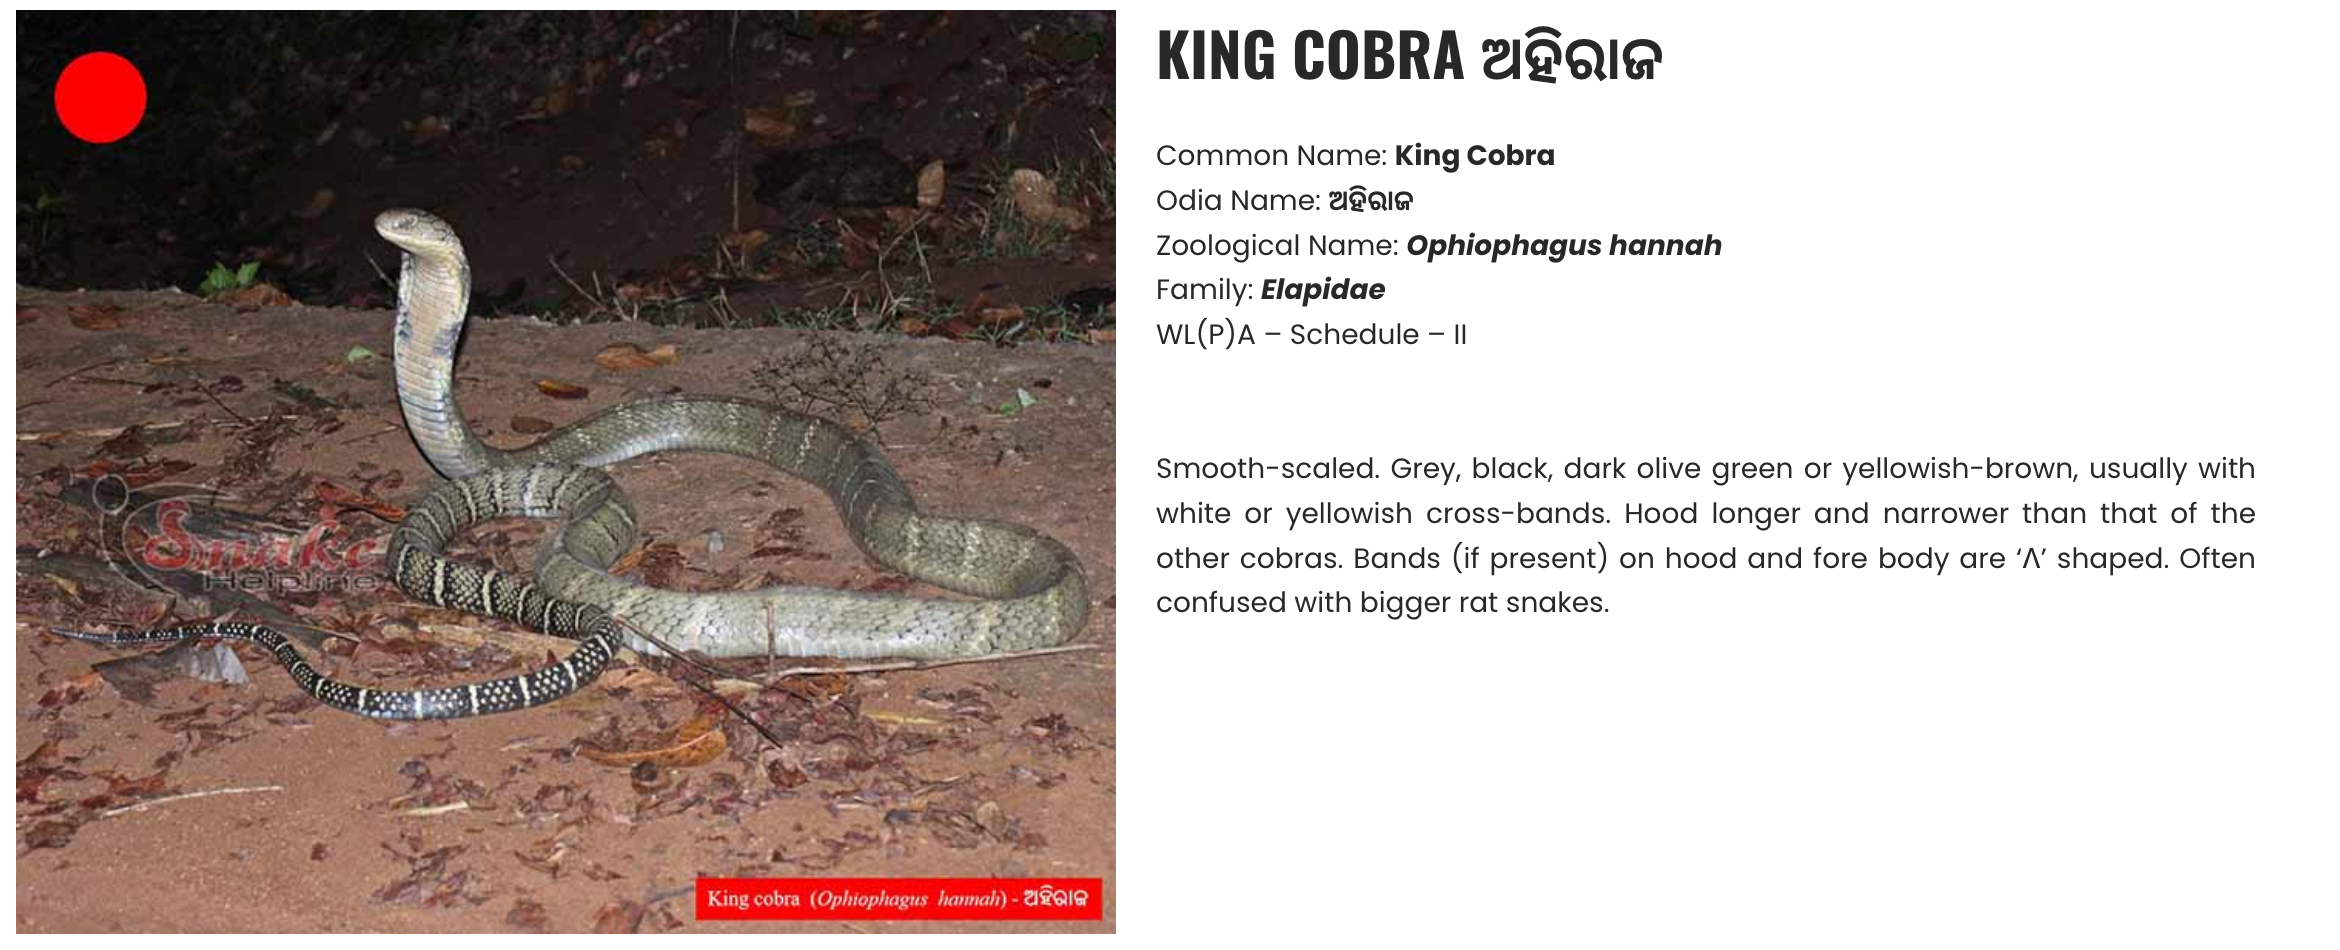 KING COBRA ଅହିରାଜ
Common Name: King Cobra
Odia Name: ଅହିରାଜ
Zoological Name: Ophiophagus hannah
Family: Elapidae
WL(P)A – Schedule – II
Smooth-scaled. Grey, black, dark olive green or yellowish-brown, usually with
white or yellowish cross-bands. Hood longer and narrower than that of the
other cobras. Bands (if present) on hood and fore body are ‘Λ’ shaped. Often
confused with bigger rat snakes.
Snake
Helpline
King cobra (Ophiophagus hannah) - ଅହିରାଜ